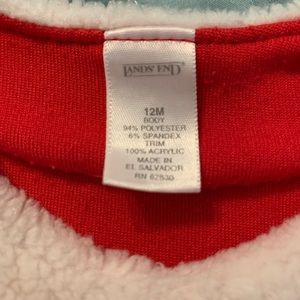 LANDS' END
12M
BODY
94% POLYESTER
6% SPANDEX
TRIM
100% ACRYLIC
MADE IN
EL SALVADOR
RN 62830